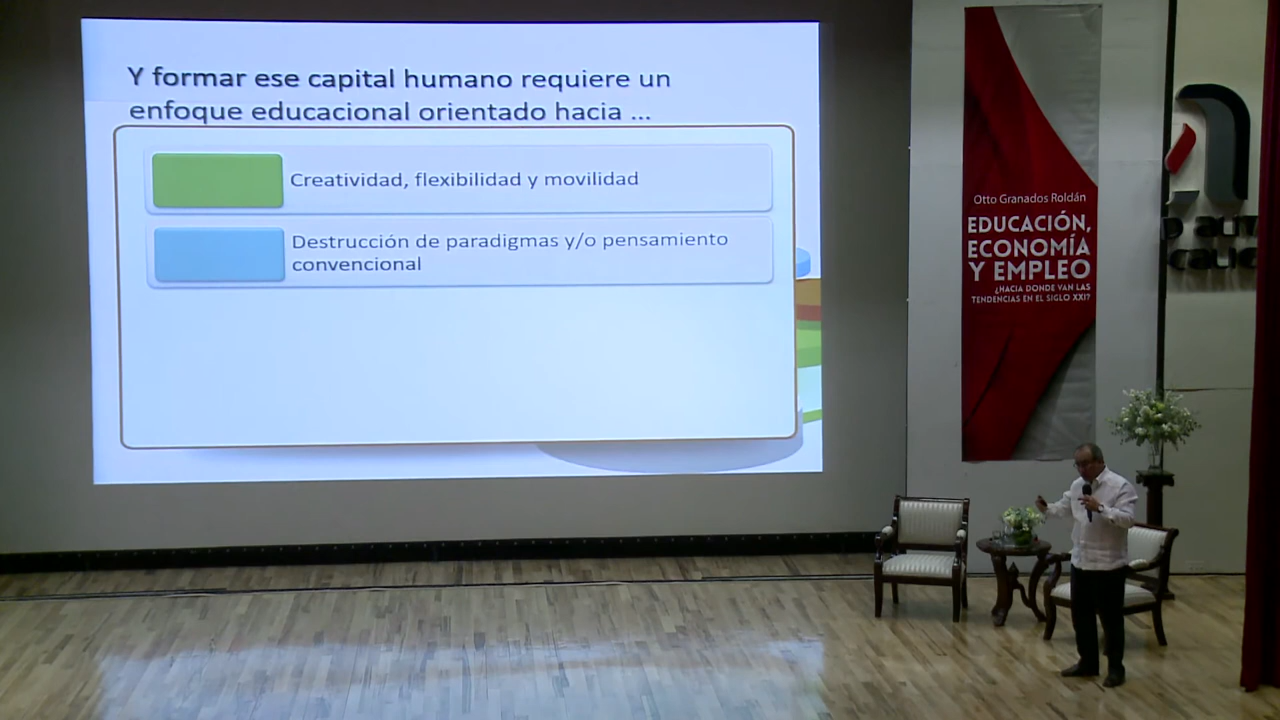 Y formar ese capital humano requiere un
enfoque educacional orientado hacia ...
Creatividad, flexibilidad y movilidad
Destrucción de paradigmas y/o pensamiento
convencional
Otto Granados Roldán
EDUCACIÓN,
ECONOMÍA
Y EMPLEO
¿HACIA DONDE VAN LAS
TENDENCIAS EN EL SIGLO XXI?